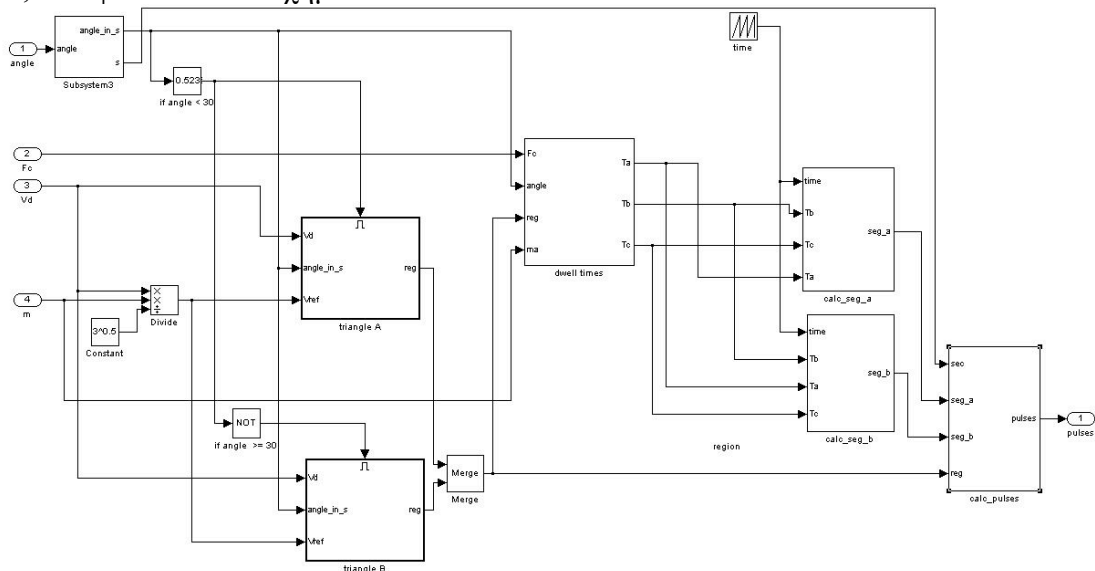 angle_in_s
1
angle
s
angle
Subsystem3
time
if angle < 30
2
Fc
Fc
Ta
3
Vd
angle
Tb
time
Tb
seg_a
reg
Vd
Tc
Tc
ma
angle_in_s
reg
dwell times
Ta
calc_seg_a
4
m
Divide
Vref
triangle A
3^0.5
Constant
time
Tb
seg_b
sec
Ta
seg_a
Tc
pulses
1
pulses
NOT
if angle >= 30
calc_seg_b
seg_b
region
Merge
Merge
reg
calc_pulses
Vd
angle_in_s
reg
Vref
triangle B